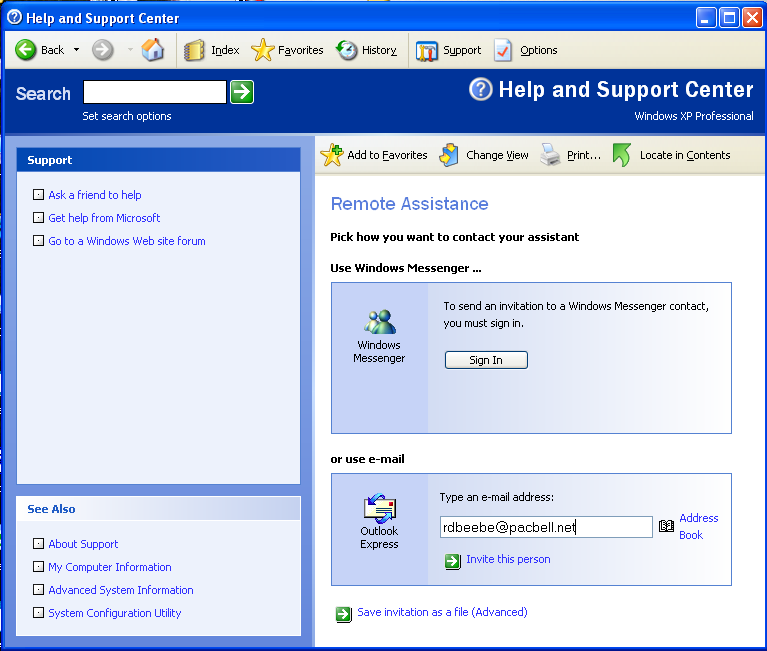 Help and Support Center
Back
Index
Favorites
History
Support
Options
Search
Set search options
Help and Support Center
Windows XP Professional
Support
Ask a friend to help
Get help from Microsoft
Go to a Windows Web site forum
See Also
About Support
My Computer Information
Advanced System Information
System Configuration Utility
Add to Favorites
Change View
Print...
Locate in Contents
Remote Assistance
Pick how you want to contact your assistant
Use Windows Messenger ...
Windows
Messenger
To send an invitation to a Windows Messenger contact,
you must sign in.
Sign In
or use e-mail
Outlook
Express
Type an e-mail address:
rdbeebe@pacbell.net
Address
Book
Invite this person
Save invitation as a file (Advanced)